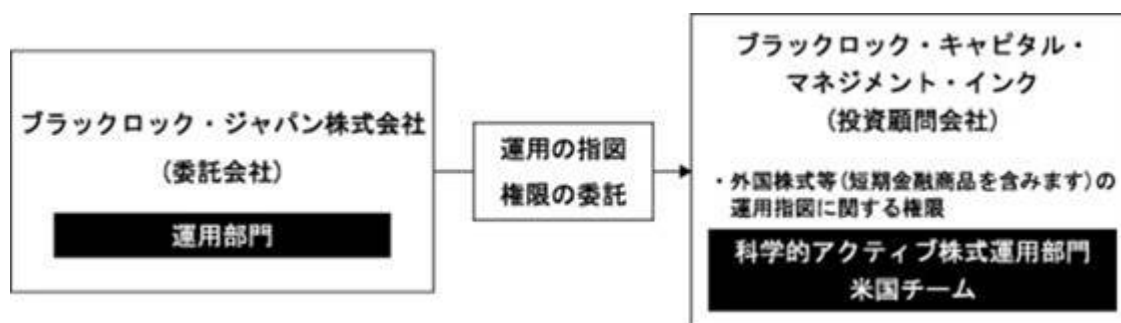 ブラックロック・ジャパン株式会社
(委託会社)
運用部門
運用の指図
権限の委託
ブラックロック・キャピタル・
マネジメント・インク
(投資顧問会社)
・外国株式等(短期金融商品を含みます)の
運用指図に関する権限
科学的アクティブ株式運用部門
米国チーム